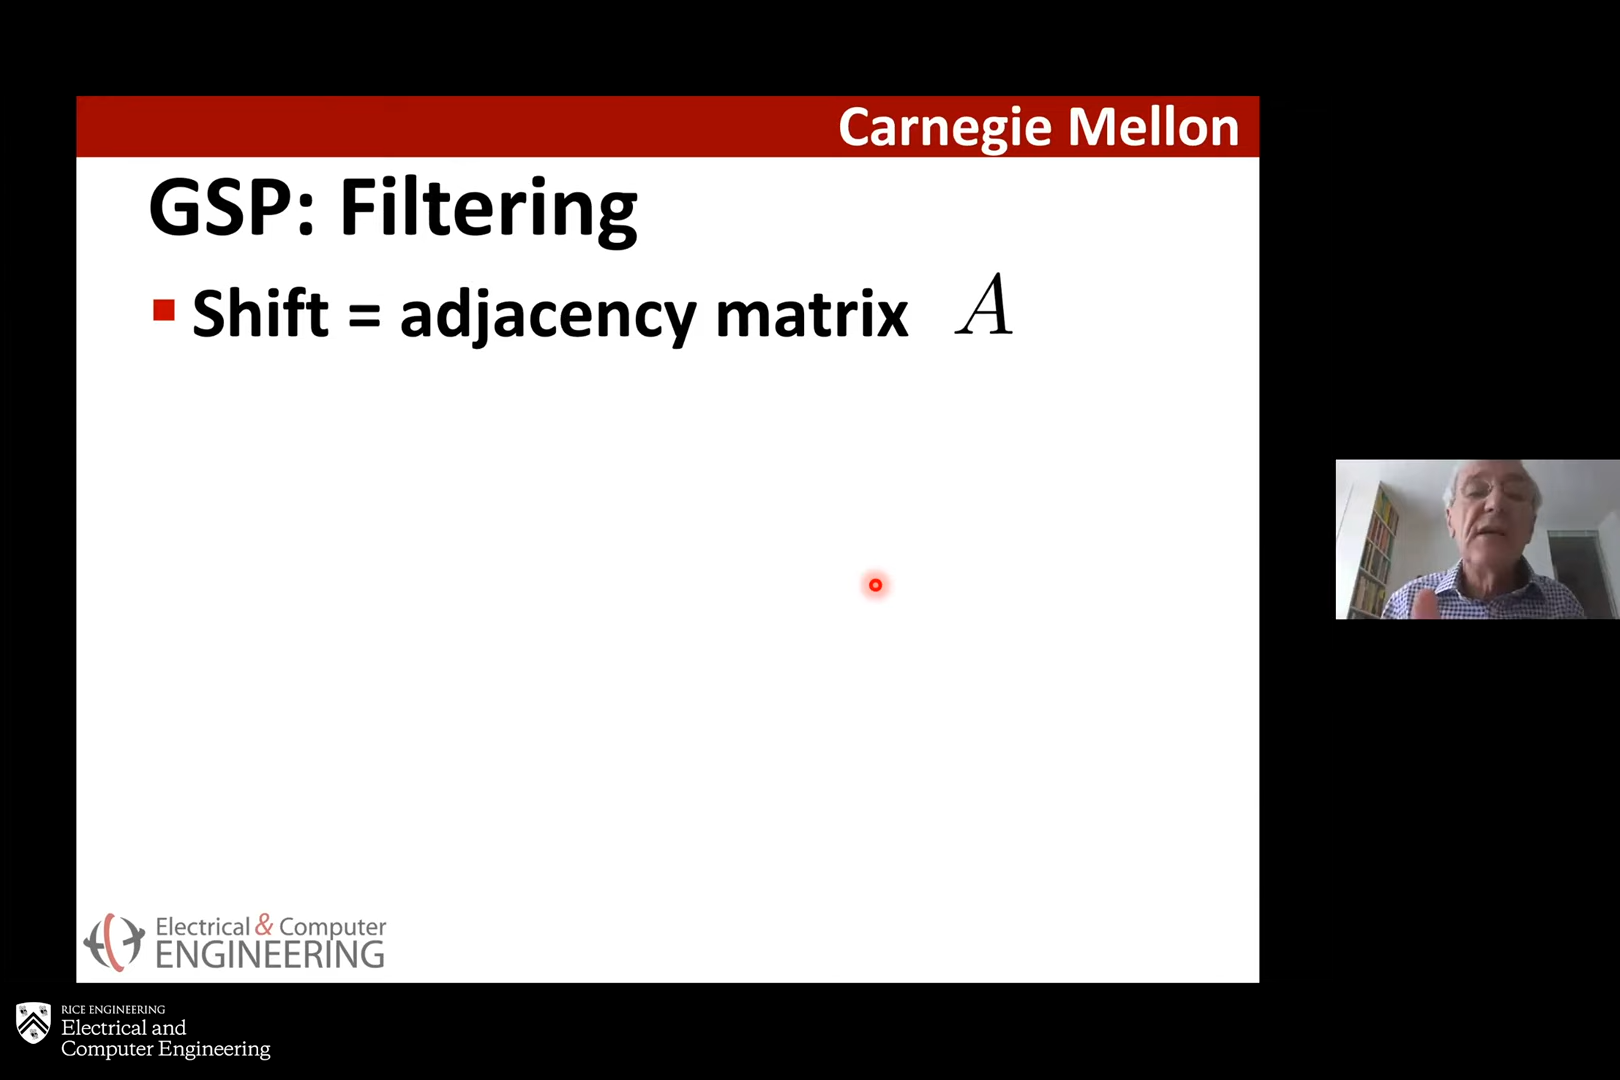 Carnegie Mellon
GSP: Filtering
Shift = adjacency matrix A
Electrical & Computer
ENGINEERING
RICE ENGINEERING
Electrical and
Computer Engineering